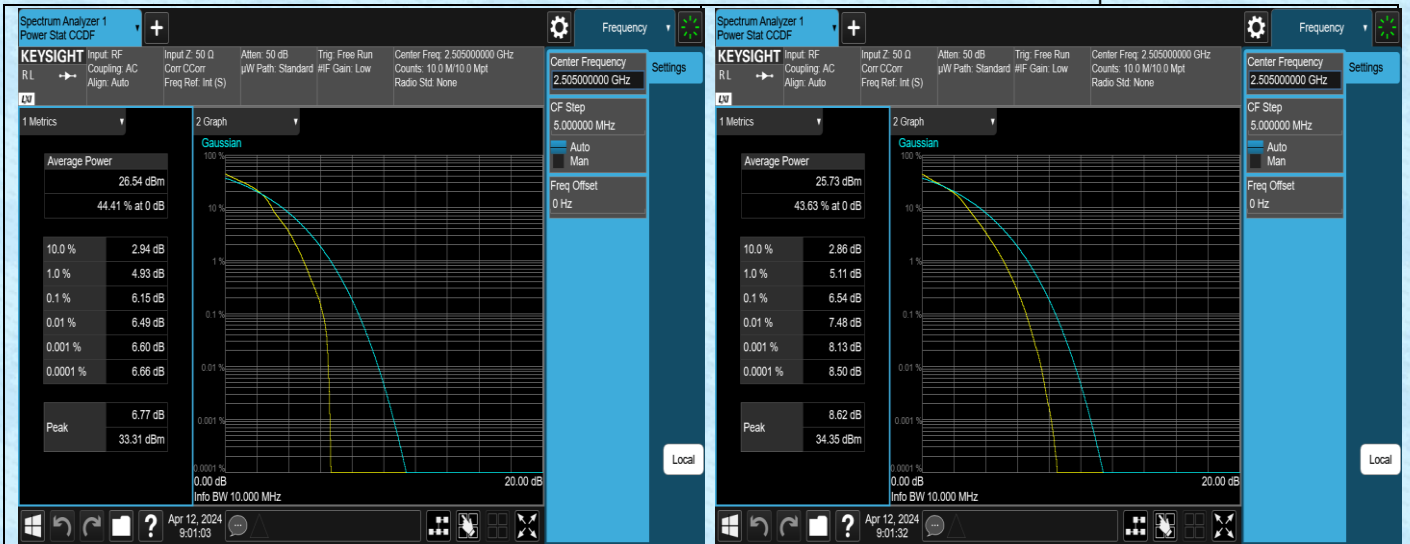 Spectrum Analyzer 1
Power Stat CCDF
+
Frequency
KEYSIGHT
RL
LXI
Input: RF
Coupling: AC
Align: Auto
Input Z: 50 Ω
Corr CCorr
Freq Ref: Int (S)
Atten: 50 dB
µW Path: Standard
Trig: Free Run
#IF Gain: Low
Center Freq: 2.505000000 GHz
Counts: 10.0 M/10.0 Mpt
Radio Std: None
Center Frequency
2.505000000 GHz
Settings
CF Step
5.000000 MHz
Auto
Man
Freq Offset
0 Hz
1 Metrics
Average Power
26.54 dBm
44.41 % at 0 dB
10.0 % 2.94 dB
1.0 % 4.93 dB
0.1 % 6.15 dB
0.01 % 6.49 dB
0.001 % 6.60 dB
0.0001 % 6.66 dB
Peak
6.77 dB
33.31 dBm
2 Graph
Gaussian
100 %
10 %
1 %
0.1 %
0.01 %
0.001 %
0.0001 %
0.00 dB 20.00 dB
Info BW 10.000 MHz
Local
?
Apr 12, 2024
9:01:03
Spectrum Analyzer 1
Power Stat CCDF
+
Frequency
KEYSIGHT
RL
LXI
Input: RF
Coupling: AC
Align: Auto
Input Z: 50 Ω
Corr CCorr
Freq Ref: Int (S)
Atten: 50 dB
µW Path: Standard
Trig: Free Run
#IF Gain: Low
Center Freq: 2.505000000 GHz
Counts: 10.0 M/10.0 Mpt
Radio Std: None
Center Frequency
2.505000000 GHz
Settings
CF Step
5.000000 MHz
Auto
Man
Freq Offset
0 Hz
1 Metrics
Average Power
25.73 dBm
43.63 % at 0 dB
10.0 % 2.86 dB
1.0 % 5.11 dB
0.1 % 6.54 dB
0.01 % 7.48 dB
0.001 % 8.13 dB
0.0001 % 8.50 dB
Peak
8.62 dB
34.35 dBm
2 Graph
Gaussian
100 %
10 %
1 %
0.1 %
0.01 %
0.001 %
0.0001 %
0.00 dB 20.00 dB
Info BW 10.000 MHz
Local
?
Apr 12, 2024
9:01:32